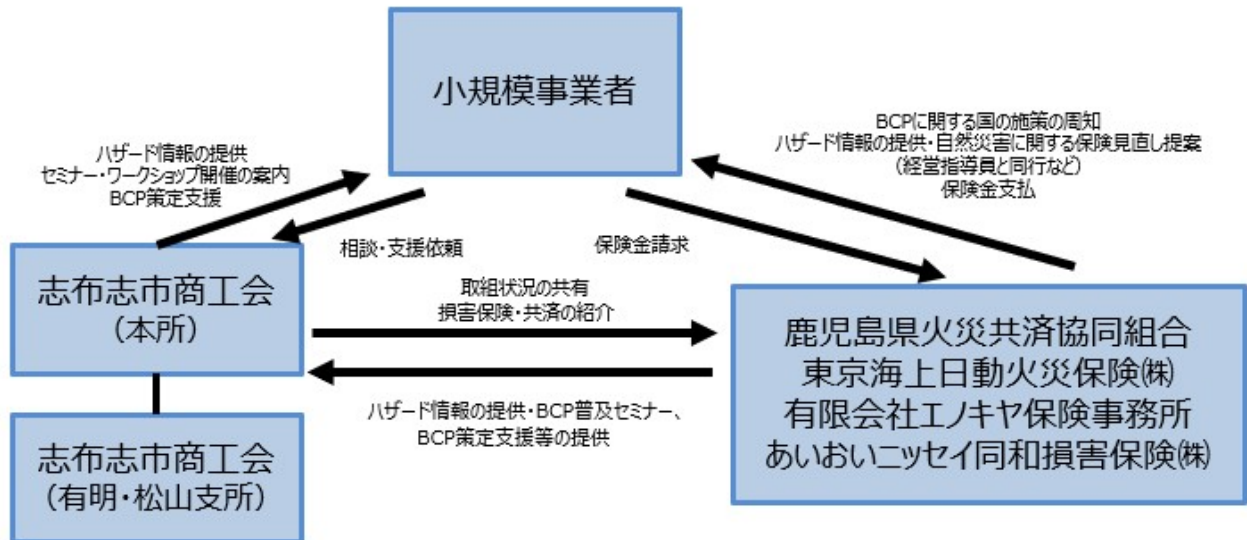 小規模事業者
BCPに関する国の施策の周知
ハザード情報の提供・自然災害に関する保険見直し提案
（経営指導員と同行など）
保険金支払
ハザード情報の提供
セミナー・ワークショップ開催の案内
BCP策定支援
相談・支援依頼
保険金請求
志布志市商工会
（本所）
取組状況の共有
損害保険・共済の紹介
鹿児島県火災共済協同組合
東京海上日動火災保険㈱
有限会社エノキヤ保険事務所
あいおいニッセイ同和損害保険㈱
ハザード情報の提供・BCP普及セミナー、
BCP策定支援等の提供
志布志市商工会
（有明・松山支所）